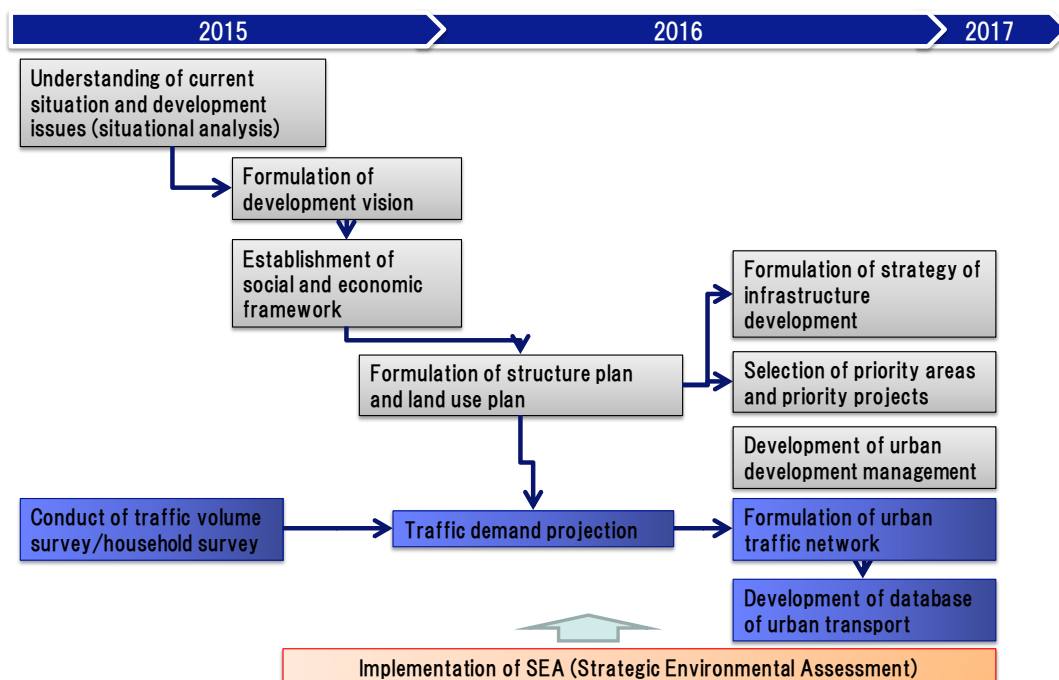 2015
2016
2017
Understanding of current
situation and development
issues (situational analysis)
Formulation of
development vision
Establishment of
social and economic
framework
Formulation of strategy of
infrastructure
development
Formulation of structure plan
and land use plan
Selection of priority areas
and priority projects
Development of urban
development management
Conduct of traffic volume
survey/household survey
Traffic demand projection
Formulation of urban
traffic network
Development of database
of urban transport
Implementation of SEA (Strategic Environmental Assessment)